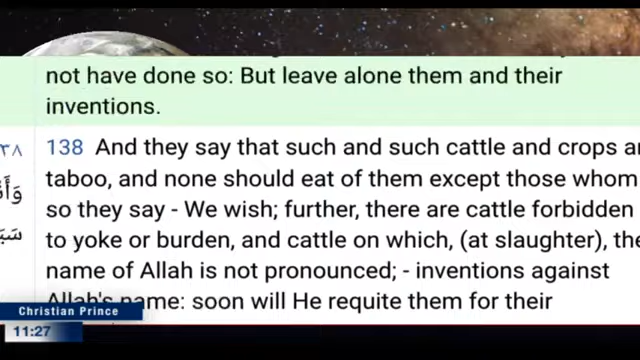 not have done so: But leave alone them and their
inventions.
١٣٨
138 And they say that such and such cattle and crops
taboo, and none should eat of them except those whom
so they say - We wish; further, there are cattle forbidden
to yoke or burden, and cattle on which, (at slaughter), the
name of Allah is not pronounced; - inventions against
Allah's name: soon will He requite them for their
Christian Prince
11:27